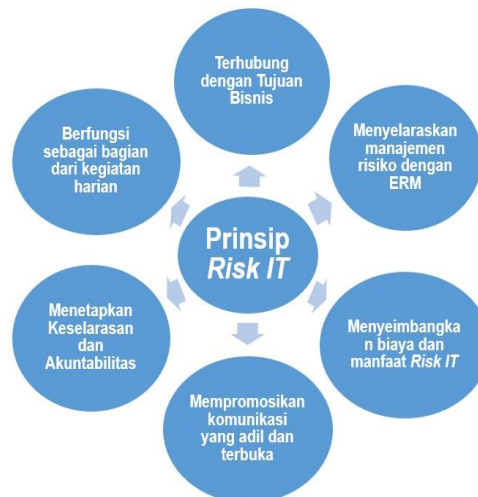 Terhubung
dengan Tujuan
Bisnis
Menyelaraskan
manajemen
risiko dengan
ERM
Menyeimbangka
n biaya dan
manfaat Risk IT
Mempromosikan
komunikasi
yang adil dan
terbuka
Menetapkan
Keselarasan
dan
Akuntabilitas
Berfungsi
sebagai bagian
dari kegiatan
harian
Prinsip
Risk IT